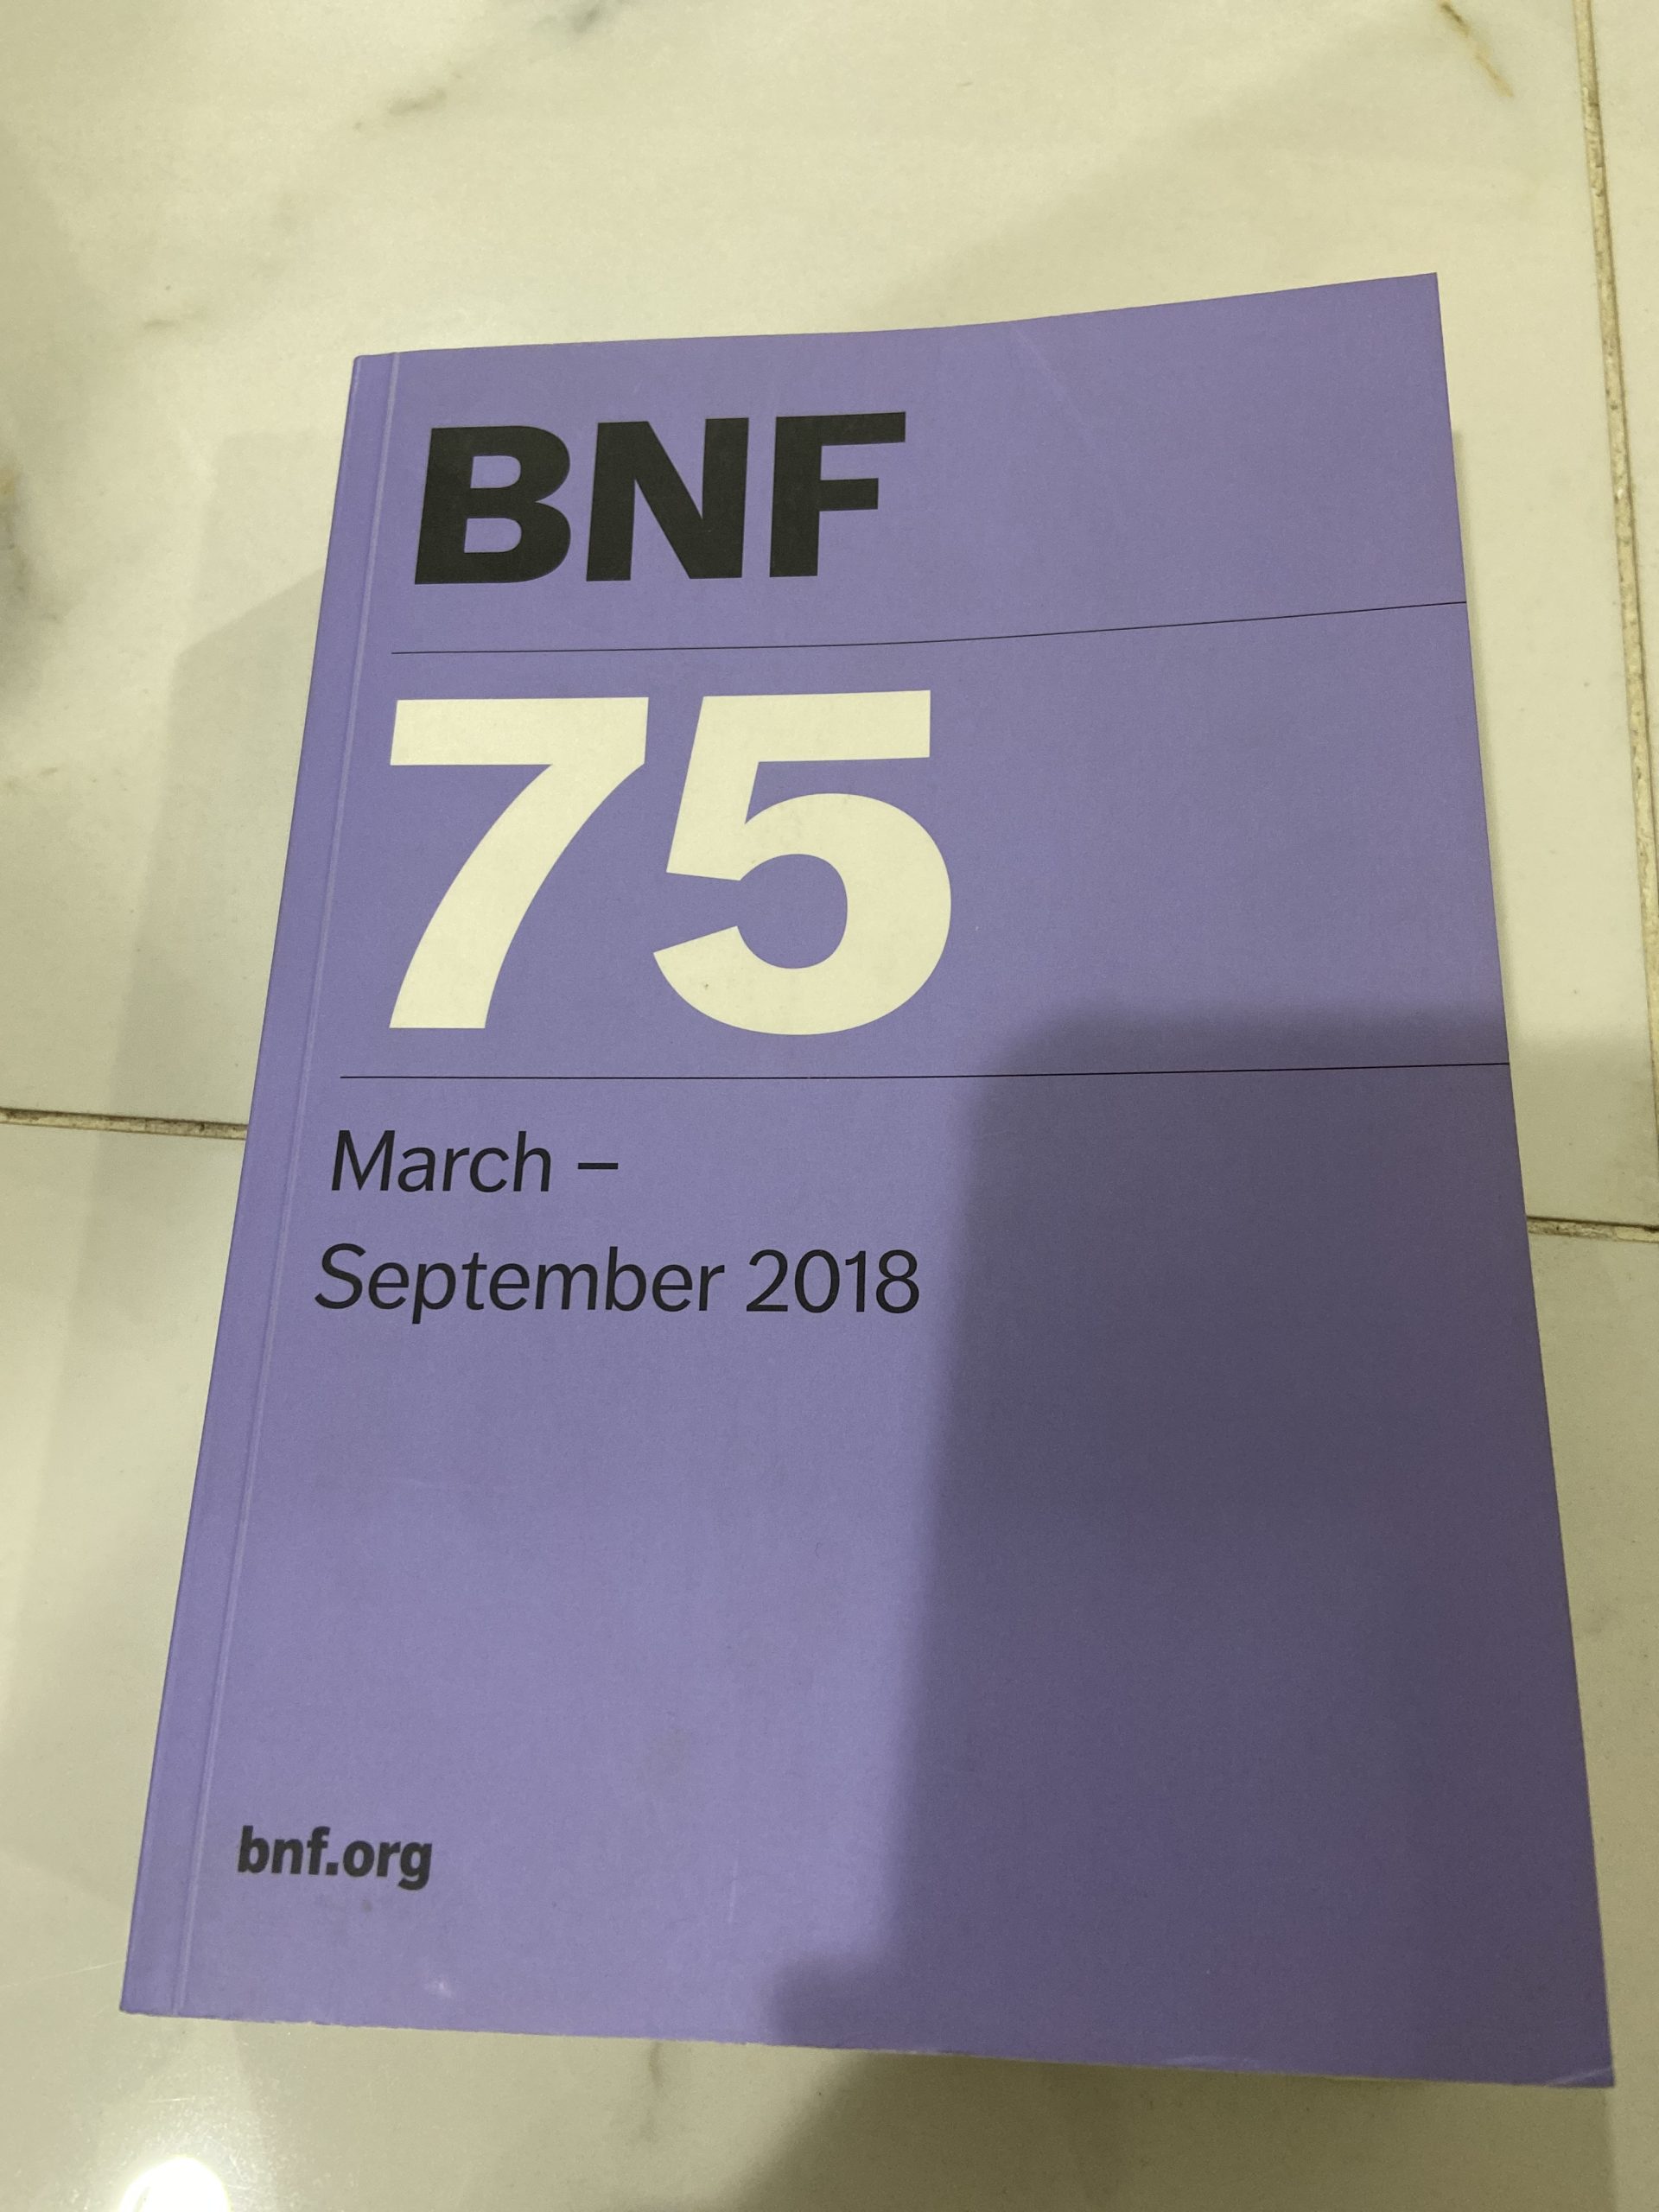 BNF
75
March –
September 2018
bnf.org